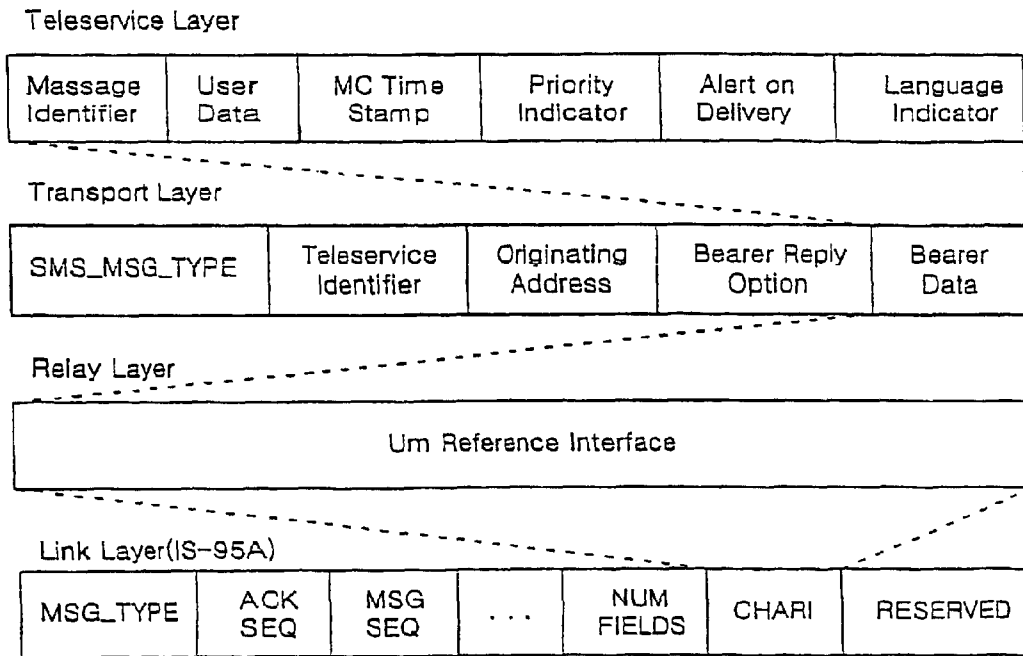 Teleservice Layer
Massage Identifier
User Data
MC Time Stamp
Priority Indicator
Alert on Delivery
Language Indicator
Transport Layer
SMS_MSG_TYPE
Teleservice Identifier
Originating Address
Bearer Reply Option
Bearer Data
Relay Layer
Um Reference Interface
Link Layer(IS-95A)
MSG_TYPE
ACK SEQ
MSG SEQ
...
NUM FIELDS
CHARI
RESERVED